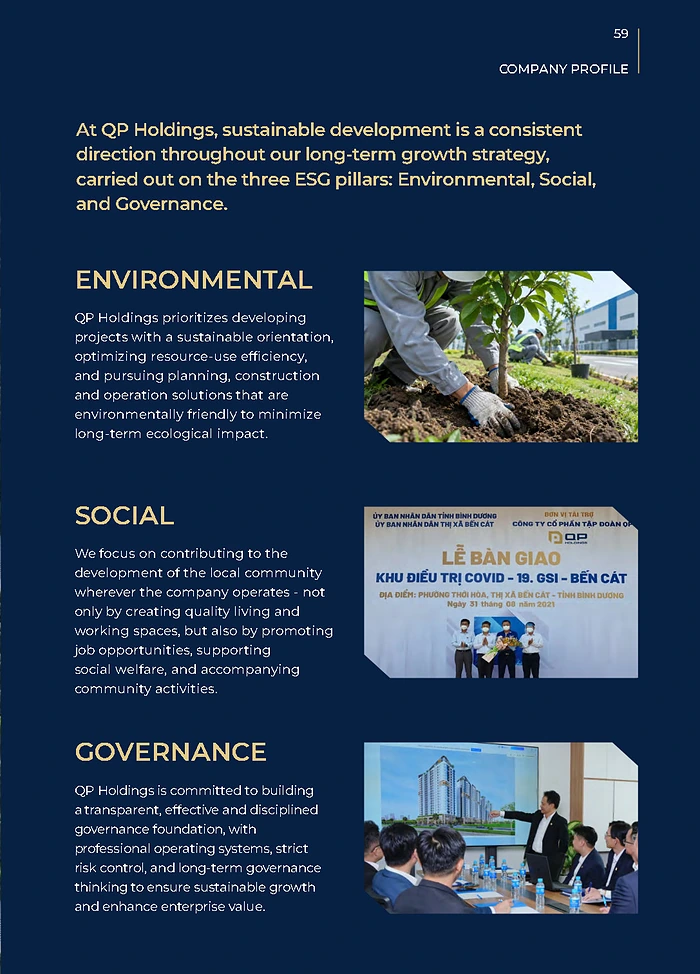 59
COMPANY PROFILE
At QP Holdings, sustainable development is a consistent
direction throughout our long-term growth strategy,
carried out on the three ESG pillars: Environmental, Social,
and Governance.
ENVIRONMENTAL
QP Holdings prioritizes developing
projects with a sustainable orientation,
optimizing resource-use efficiency,
and pursuing planning, construction
and operation solutions that are
environmentally friendly to minimize
long-term ecological impact.
SOCIAL
We focus on contributing to the
development of the local community
wherever the company operates - not
only by creating quality living and
working spaces, but also by promoting
job opportunities, supporting
social welfare, and accompanying
community activities.
ỦY BAN NHÂN DÂN TỈNH BÌNH DƯƠNG
ỦY BAN NHÂN DÂN THỊ XÃ BẾN CÁT
ĐƠN VỊ TÀI TRỢ
CÔNG TY CỔ PHẦN TẬP ĐOÀN QP
QP
HOLDINGS
LỄ BÀN GIAO
KHU ĐIỀU TRỊ COVID - 19. GSI - BẾN CÁT
ĐỊA ĐIỂM: PHƯỜNG THỚI HÒA, THỊ XÃ BẾN CÁT - TỈNH BÌNH DƯƠNG
Ngày 31 tháng 08 năm 2021
GOVERNANCE
QP Holdings is committed to building
a transparent, effective and disciplined
governance foundation, with
professional operating systems, strict
risk control, and long-term governance
thinking to ensure sustainable growth
and enhance enterprise value.